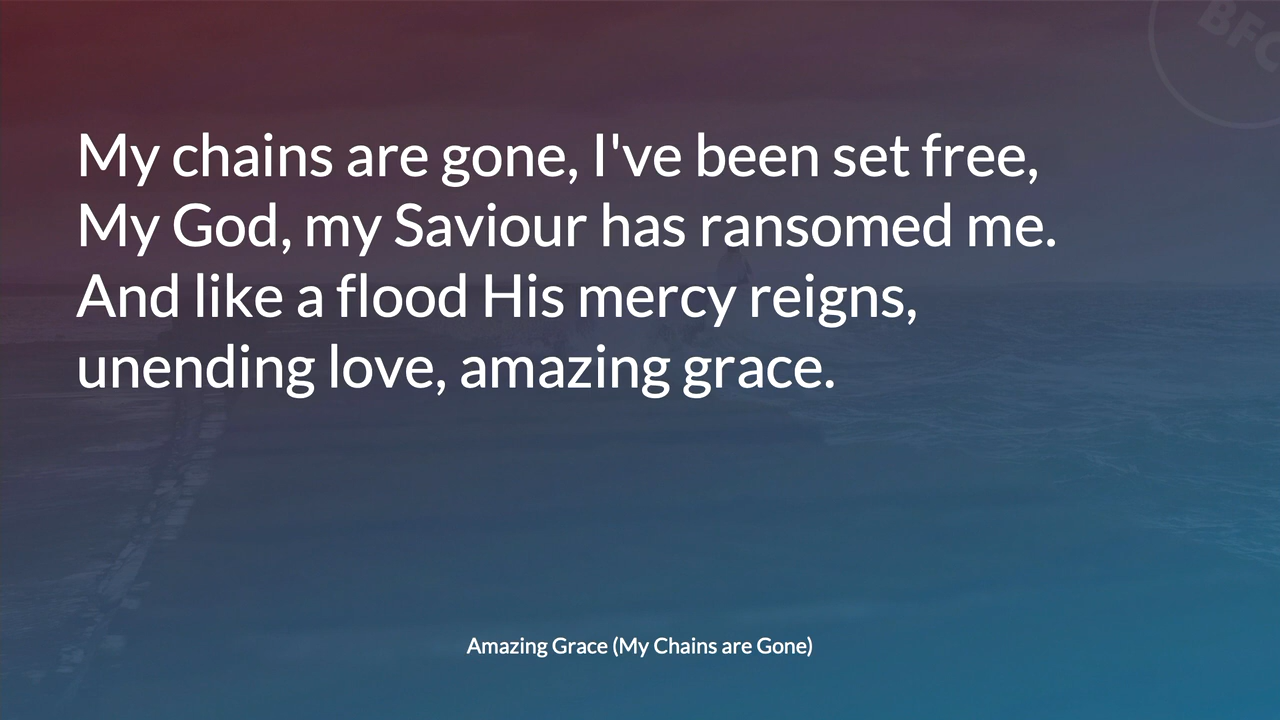 BFC
My chains are gone, I've been set free,
My God, my Saviour has ransomed me.
And like a flood His mercy reigns,
unending love, amazing grace.
Amazing Grace (My Chains are Gone)